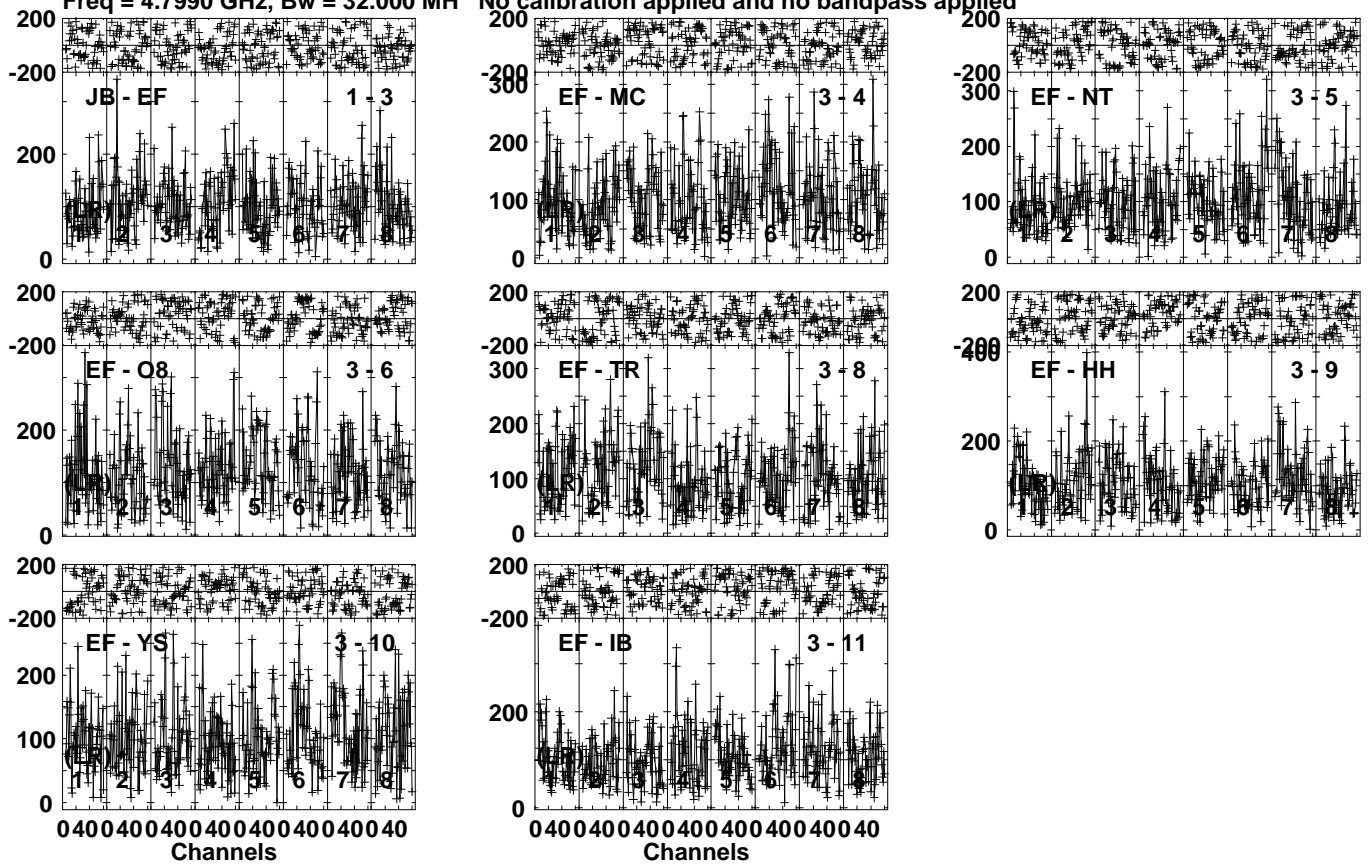 Freq = 4.7990 GHz, Bw = 32.000 MH No calibration applied and no bandpass applied
200
-200
JB - EF 1 - 3
200
0
(LR)
1 2 3 4 5 6 7 8
200
-200
300
EF - MC 3 - 4
200
100
0
(LR)
1 2 3 4 5 6 7 8
200
-200
300
EF - NT 3 - 5
200
100
0
(LR)
1 2 3 4 5 6 7 8
200
-200
EF - O8 3 - 6
200
0
(LR)
1 2 3 4 5 6 7 8
200
-200
300
EF - TR 3 - 8
200
100
0
(LR)
1 2 3 4 5 6 7 8
200
-200
400
EF - HH 3 - 9
200
0
(LR)
1 2 3 4 5 6 7 8
200
-200
EF - YS 3 - 10
200
100
0
(LR)
1 2 3 4 5 6 7 8
0 40 0 40 0 40 0 40 0 40 0 40 0 40 0 40
Channels
200
-200
EF - IB 3 - 11
200
0
(LR)
1 2 3 4 5 6 7 8
0 40 0 40 0 40 0 40 0 40 0 40 0 40 0 40
Channels